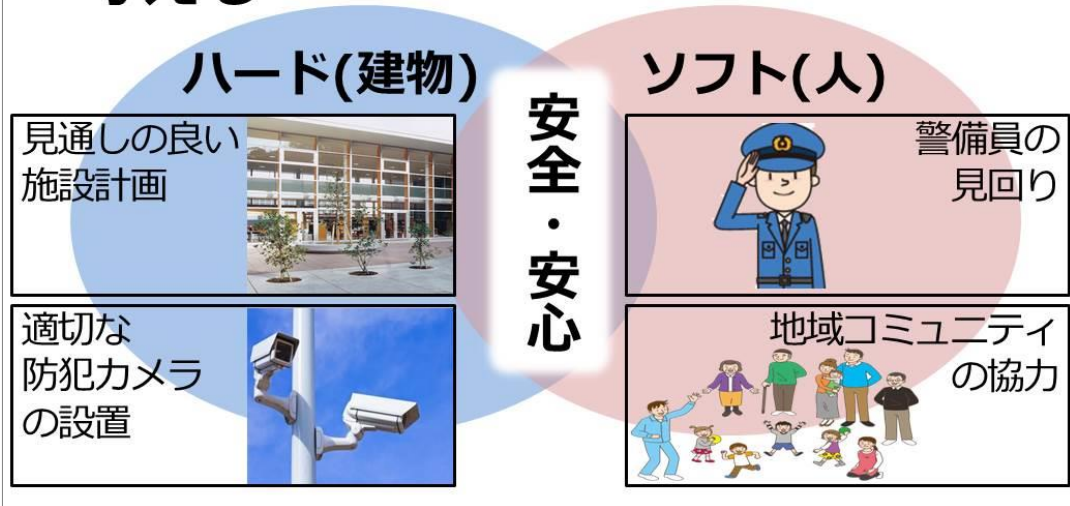 ハード(建物)
ソフト(人)
安全・安心
見通しの良い
施設計画
警備員の
見回り
適切な
防犯カメラ
の設置
地域コミュニティ
の協力